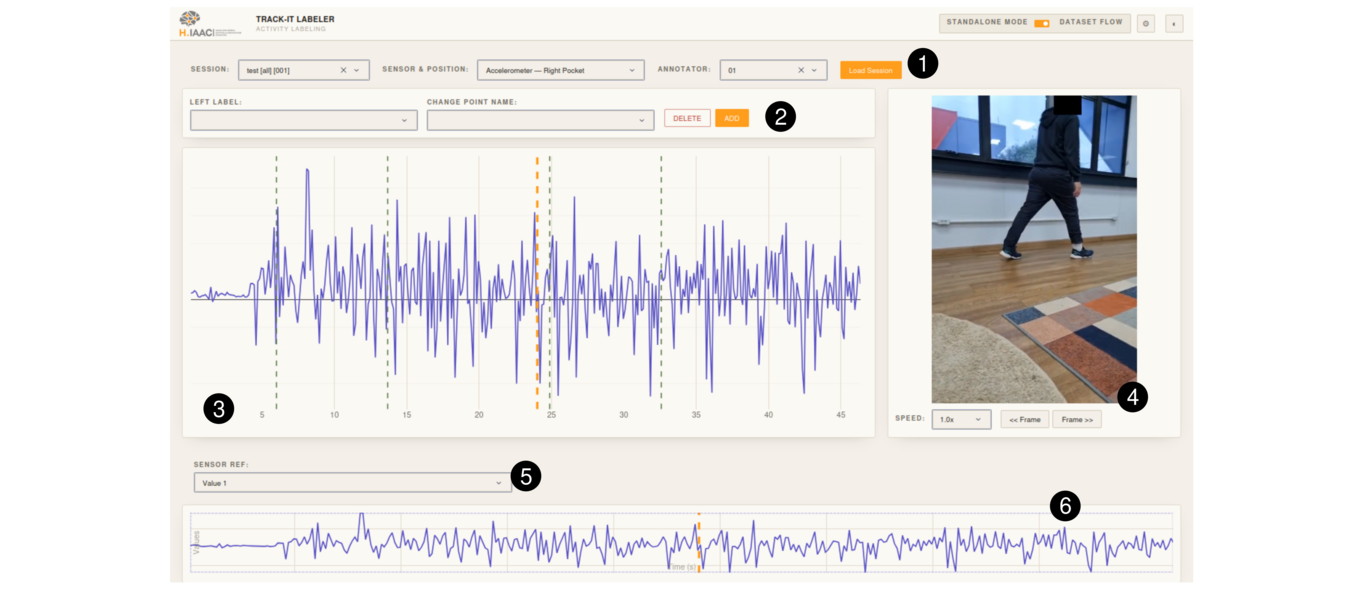 TRACK-IT LABELER
H.IAAC
ACTIVITY LABELING
STANDALONE MODE DATASET FLOW
SESSION: test [all] [001] SENSOR & POSITION: Accelerometer — Right Pocket ANNOTATOR: 01 Load Session 1
LEFT LABEL: CHANGE POINT NAME:
DELETE ADD 2
3
5 10 15 20 25 30 35 40 45
4
SPEED: 1.0x << Frame Frame >>
SENSOR REF:
Value 1 5
6
Values
Time (s)